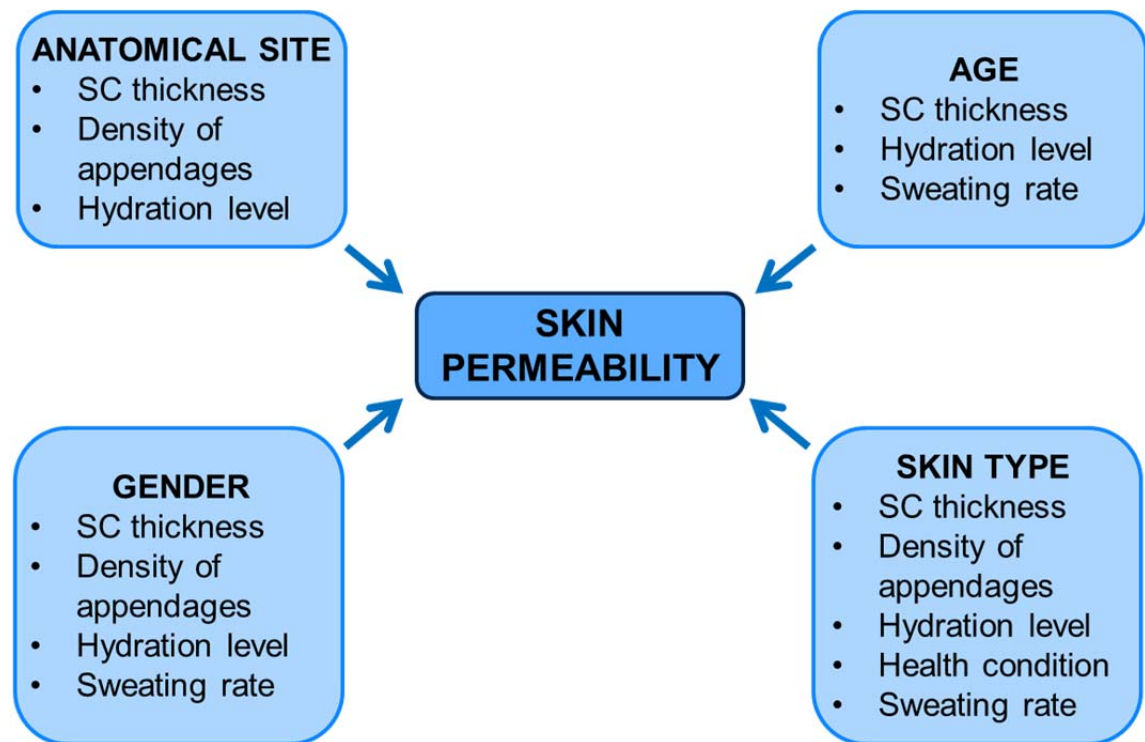 ANATOMICAL SITE
• SC thickness
• Density of
appendages
• Hydration level
AGE
• SC thickness
• Hydration level
• Sweating rate
SKIN
PERMEABILITY
GENDER
• SC thickness
• Density of
appendages
• Hydration level
• Sweating rate
SKIN TYPE
• SC thickness
• Density of
appendages
• Hydration level
• Health condition
• Sweating rate